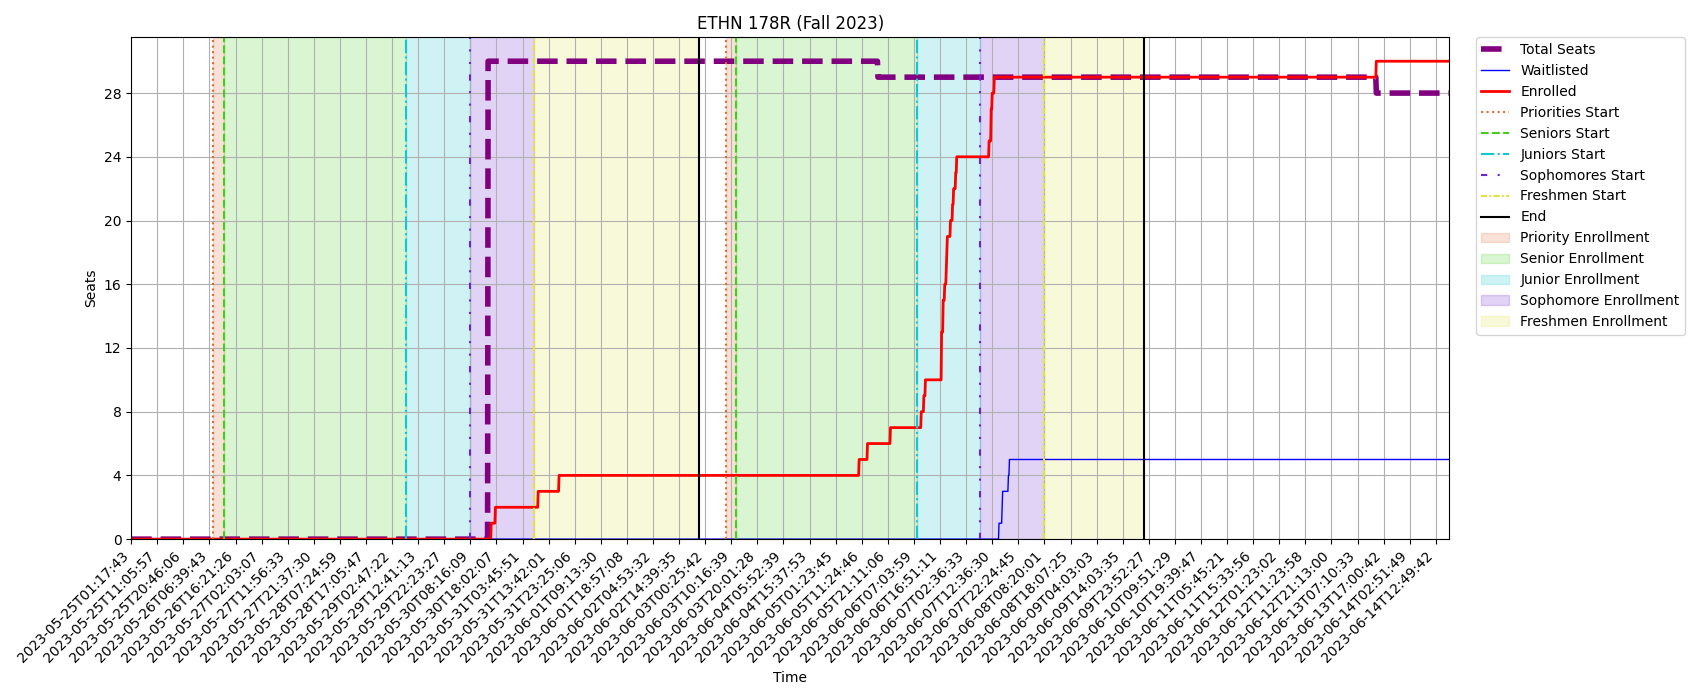 ETHN 178R (Fall 2023)
Total Seats
Waitlisted
Enrolled
Priorities Start
Seniors Start
Juniors Start
Sophomores Start
Freshmen Start
End
Priority Enrollment
Senior Enrollment
Junior Enrollment
Sophomore Enrollment
Freshmen Enrollment
Seats
28
24
20
16
12
8
4
0
2023-05-25T01:17:43
2023-05-25T11:05:57
2023-05-25T20:46:06
2023-05-26T06:39:43
2023-05-26T16:21:26
2023-05-27T02:03:07
2023-05-27T11:56:33
2023-05-27T21:37:30
2023-05-28T07:24:59
2023-05-28T17:05:47
2023-05-29T02:47:22
2023-05-29T12:41:13
2023-05-29T22:23:27
2023-05-30T08:16:09
2023-05-30T18:02:07
2023-05-31T03:45:51
2023-05-31T13:42:01
2023-05-31T23:25:06
2023-06-01T09:13:30
2023-06-01T18:57:08
2023-06-02T04:53:32
2023-06-02T14:39:35
2023-06-03T00:25:42
2023-06-03T10:16:39
2023-06-03T20:01:28
2023-06-04T05:52:39
2023-06-04T15:37:53
2023-06-05T01:23:45
2023-06-05T11:24:46
2023-06-05T21:11:06
2023-06-06T07:03:59
2023-06-06T16:51:11
2023-06-07T02:36:33
2023-06-07T12:36:30
2023-06-07T22:24:45
2023-06-08T08:20:01
2023-06-08T18:07:25
2023-06-09T04:03:03
2023-06-09T14:03:35
2023-06-09T23:52:27
2023-06-10T09:51:29
2023-06-10T19:39:47
2023-06-11T05:45:21
2023-06-11T15:33:56
2023-06-12T01:23:02
2023-06-12T11:23:58
2023-06-12T21:13:00
2023-06-13T07:10:33
2023-06-13T17:00:42
2023-06-14T02:51:49
2023-06-14T12:49:42
Time